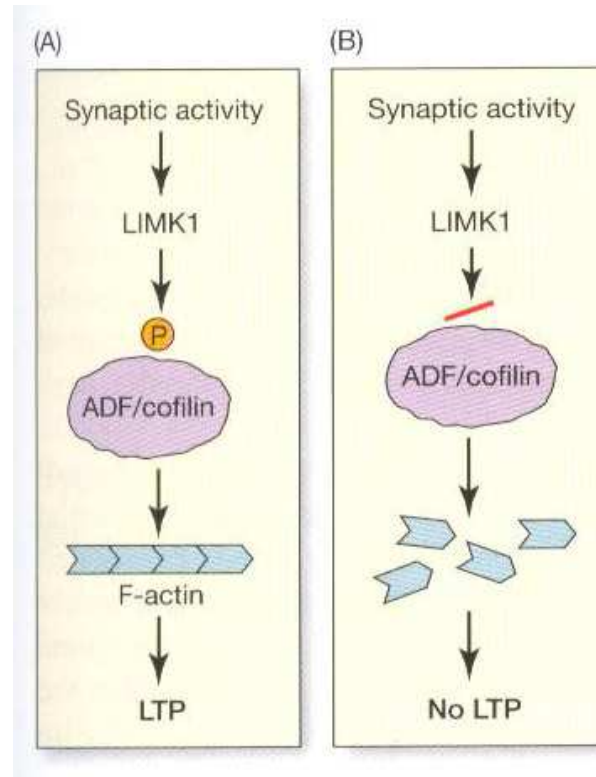 (A)
Synaptic activity
LIMK1
P
ADF/cofilin
F-actin
LTP
(B)
Synaptic activity
LIMK1
ADF/cofilin
No LTP